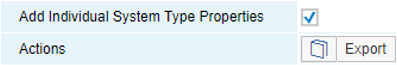 Add Individual System Type Properties
Actions Export